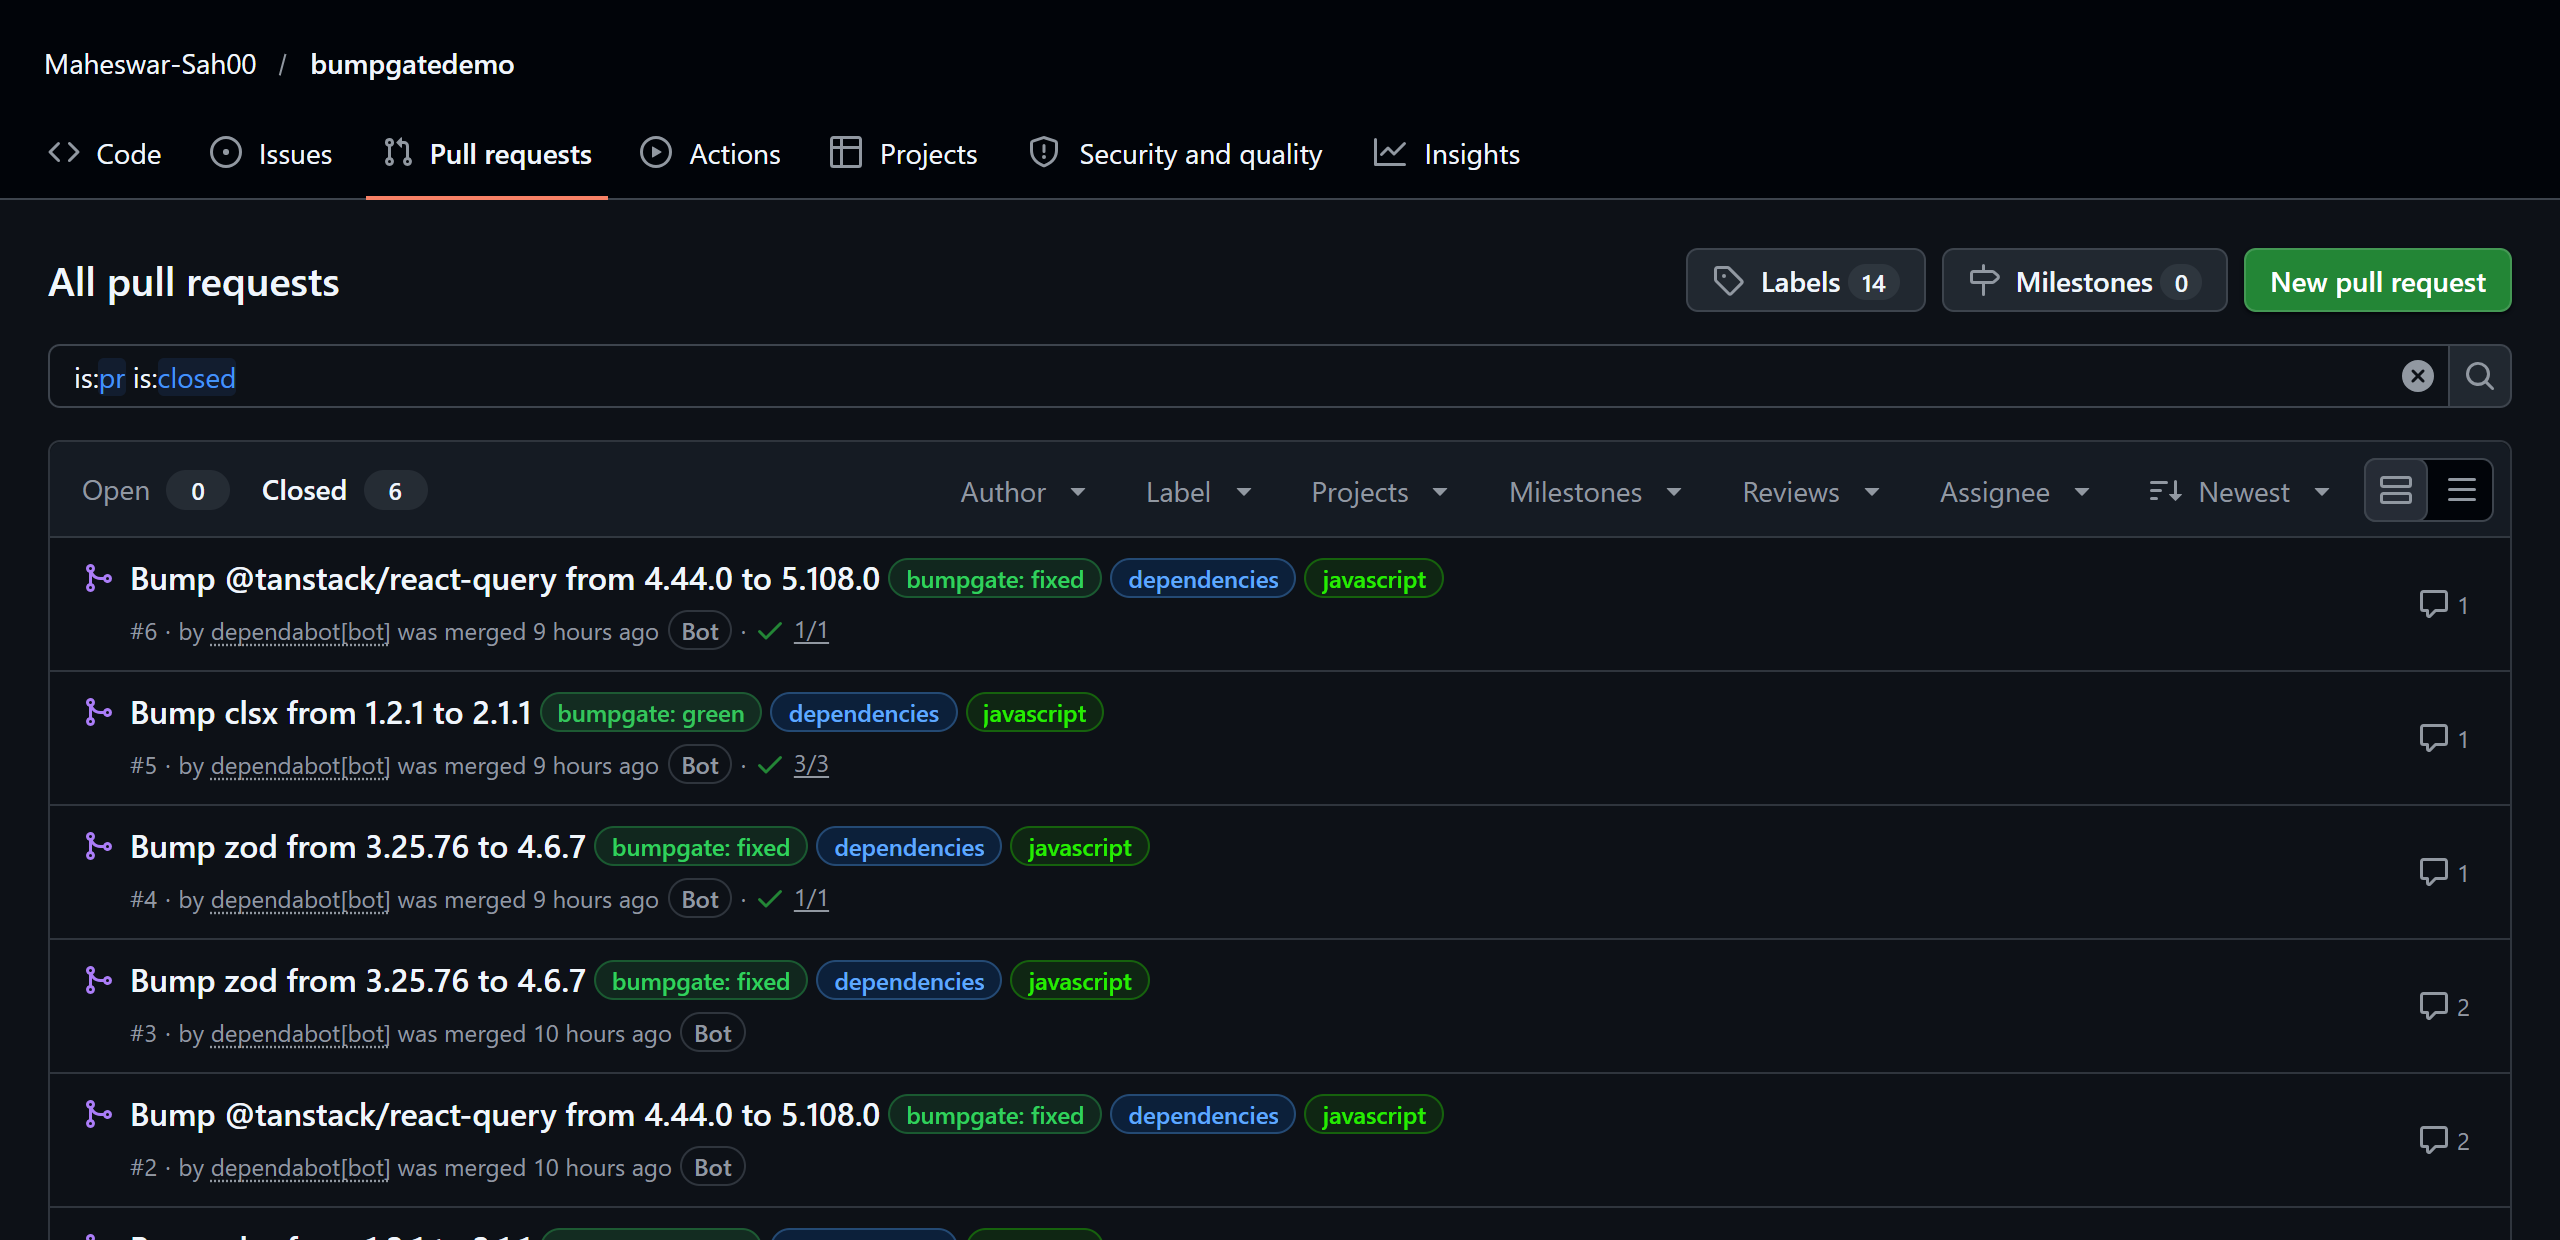 Maheswar-Sah00 / bumpgatedemo
Code Issues Pull requests Actions Projects Security and quality Insights
All pull requests Labels 14 Milestones 0 New pull request
is:pr is:closed
Open 0 Closed 6 Author Label Projects Milestones Reviews Assignee Newest
Bump @tanstack/react-query from 4.44.0 to 5.108.0 bumpgate: fixed dependencies javascript
#6 · by dependabot[bot] was merged 9 hours ago Bot · 1/1 1
Bump clsx from 1.2.1 to 2.1.1 bumpgate: green dependencies javascript
#5 · by dependabot[bot] was merged 9 hours ago Bot · 3/3 1
Bump zod from 3.25.76 to 4.6.7 bumpgate: fixed dependencies javascript
#4 · by dependabot[bot] was merged 9 hours ago Bot · 1/1 1
Bump zod from 3.25.76 to 4.6.7 bumpgate: fixed dependencies javascript
#3 · by dependabot[bot] was merged 10 hours ago Bot 2
Bump @tanstack/react-query from 4.44.0 to 5.108.0 bumpgate: fixed dependencies javascript
#2 · by dependabot[bot] was merged 10 hours ago Bot 2